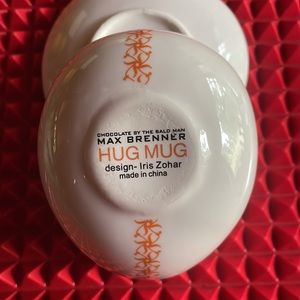 CHOCOLATE BY THE BALD MAN
MAX BRENNER
HUG MUG
design- Iris Zohar
made in china